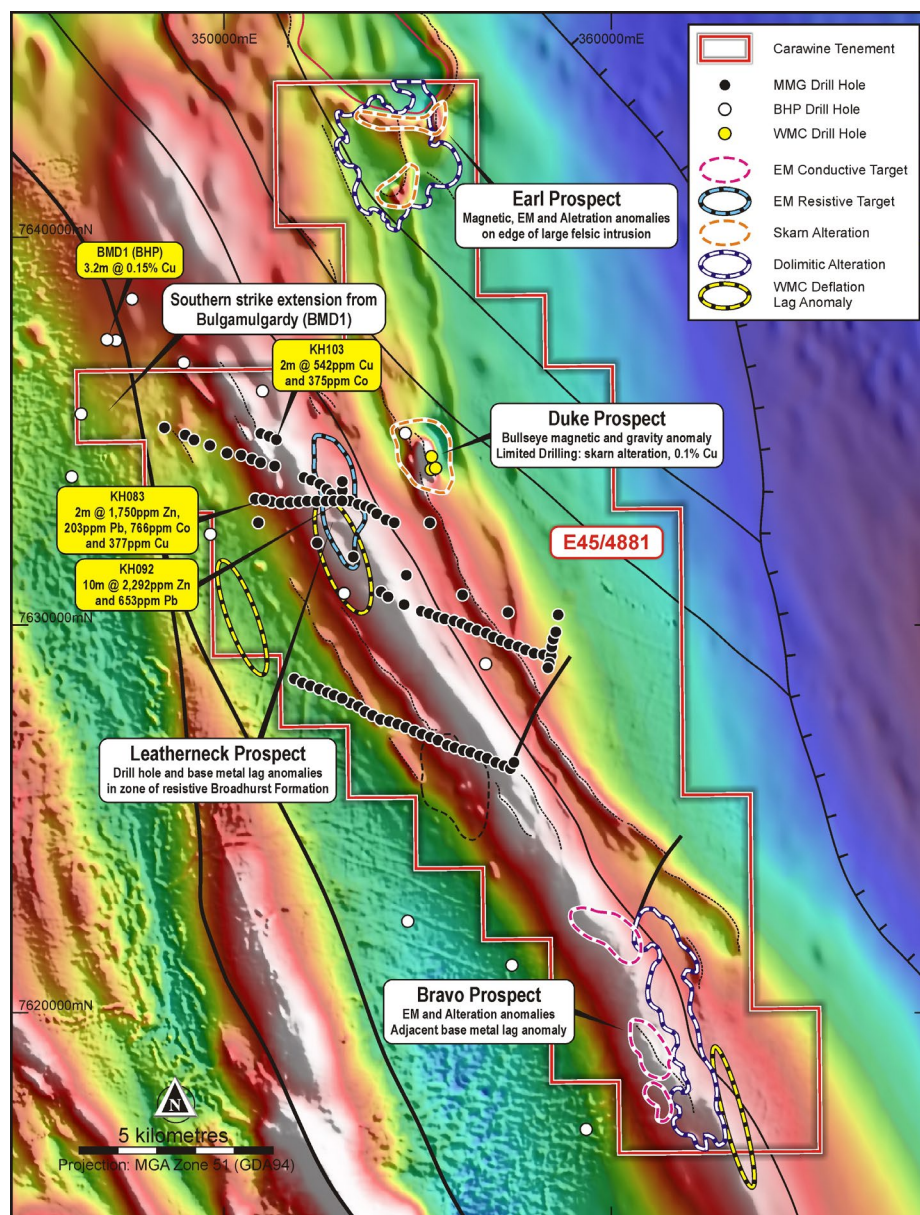 350000mE
360000mE
7640000mN
7630000mN
7620000mN
Carawine Tenement
MMG Drill Hole
BHP Drill Hole
WMC Drill Hole
EM Conductive Target
EM Resistive Target
Skarn Alteration
Dolimitic Alteration
WMC Deflation
Lag Anomaly
Earl Prospect
Magnetic, EM and Aletration anomalies
on edge of large felsic intrusion
BMD1 (BHP)
3.2m @ 0.15% Cu
Southern strike extension from
Bulgamulgardy (BMD1)
KH103
2m @ 542ppm Cu
and 375ppm Co
Duke Prospect
Bullseye magnetic and gravity anomaly
Limited Drilling: skarn alteration, 0.1% Cu
KH083
2m @ 1,750ppm Zn,
203ppm Pb, 766ppm Co
and 377ppm Cu
E45/4881
KH092
10m @ 2,292ppm Zn
and 653ppm Pb
Leatherneck Prospect
Drill hole and base metal lag anomalies
in zone of resistive Broadhurst Formation
Bravo Prospect
EM and Alteration anomalies
Adjacent base metal lag anomaly
N
5 kilometres
Projection: MGA Zone 51 (GDA94)